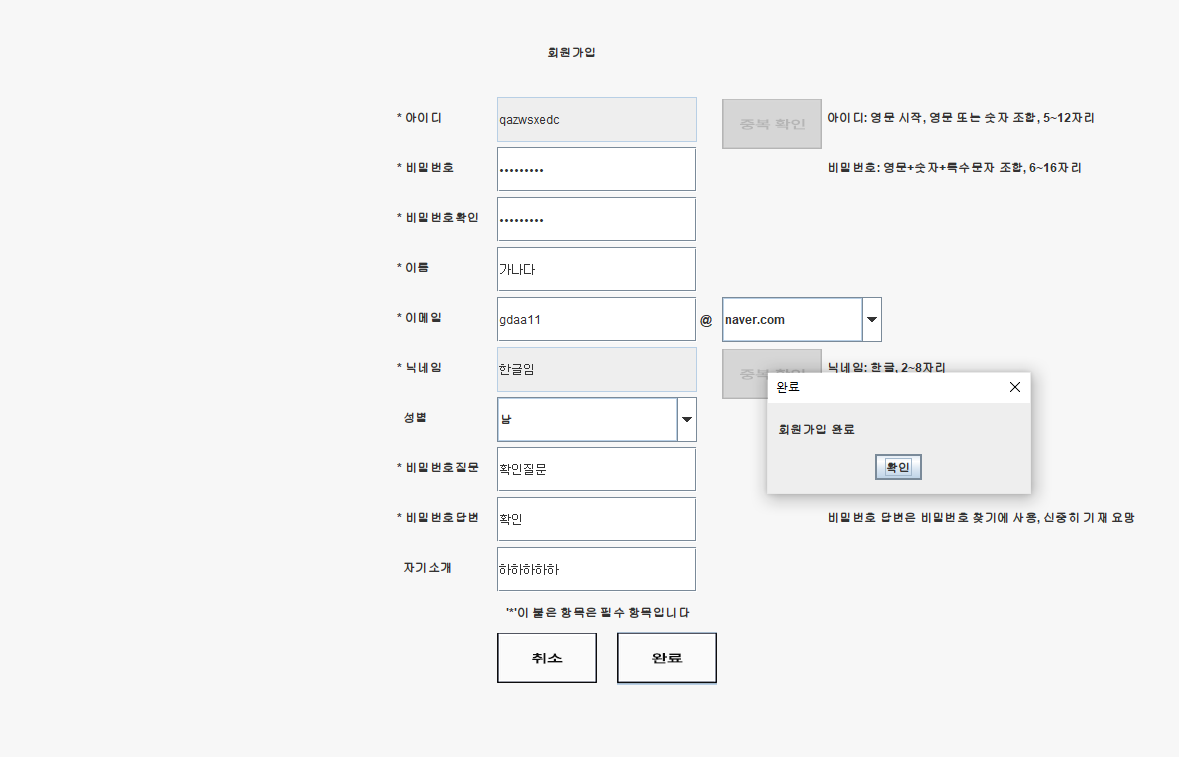 회원가입
* 아이디 qazwsxedc 중복 확인 아이디: 영문 시작, 영문 또는 숫자 조합, 5~12자리
* 비밀번호 ••••••••• 비밀번호: 영문+숫자+특수문자 조합, 6~16자리
* 비밀번호확인 •••••••••
* 이름 가나다
* 이메일 gdaa11 @ naver.com
* 닉네임 한글임 중복 확인 닉네임: 한글, 2~8자리
완료
성별 남
회원가입 완료
확인
* 비밀번호질문 확인질문
* 비밀번호답변 확인 비밀번호 답변은 비밀번호 찾기에 사용, 신중히 기재 요망
자기소개 하하하하하
'*'이 붙은 항목은 필수 항목입니다
취소 완료